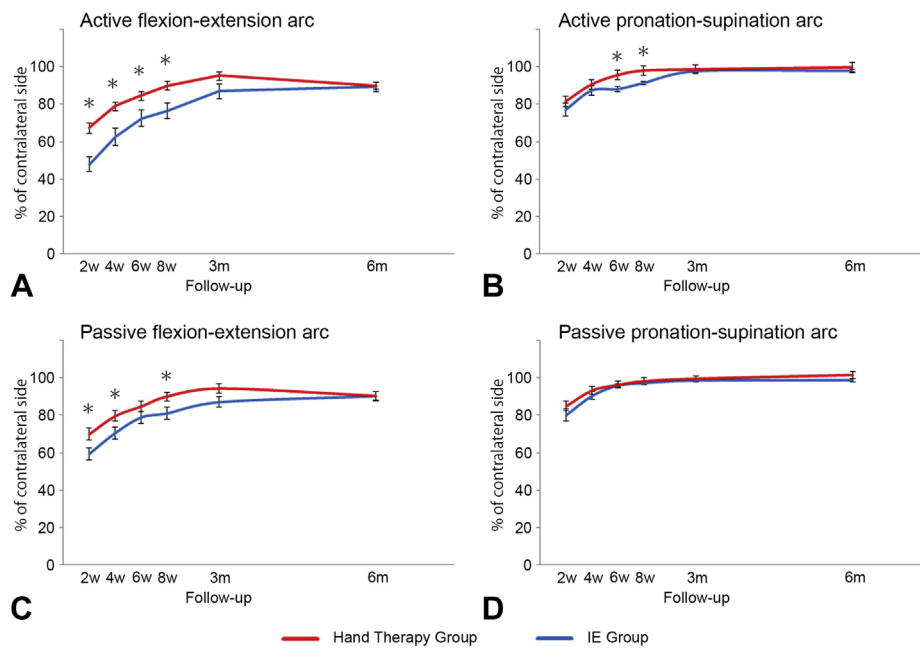 Active flexion-extension arc
% of contralateral side
100
80
60
40
20
0
* * * *
2w 4w 6w 8w 3m 6m
Follow-up
A
Active pronation-supination arc
% of contralateral side
100
80
60
40
20
0
* *
2w 4w 6w 8w 3m 6m
Follow-up
B
Passive flexion-extension arc
% of contralateral side
100
80
60
40
20
0
* * *
2w 4w 6w 8w 3m 6m
Follow-up
C
Passive pronation-supination arc
% of contralateral side
100
80
60
40
20
0
2w 4w 6w 8w 3m 6m
Follow-up
D
Hand Therapy Group
IE Group